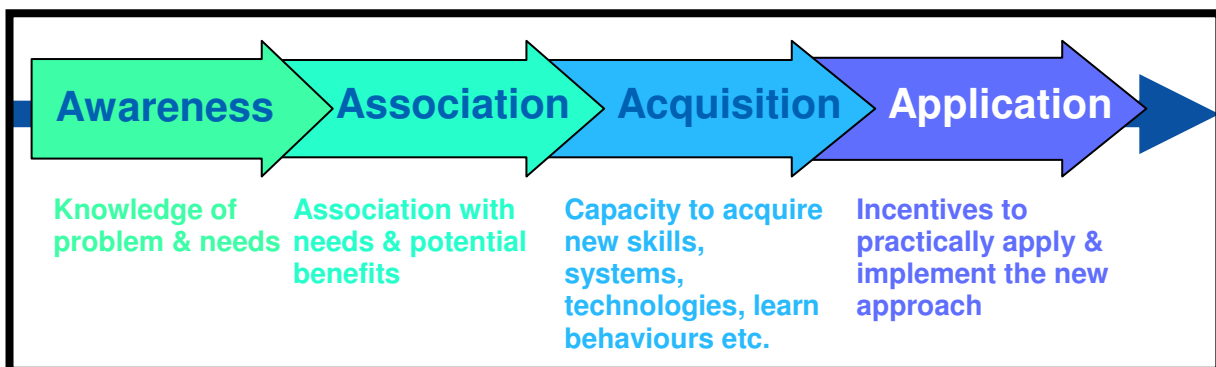 Awareness
Association
Acquisition
Application
Knowledge of
problem & needs
Association with
needs & potential
benefits
Capacity to acquire
new skills,
systems,
technologies, learn
behaviours etc.
Incentives to
practically apply &
implement the new
approach